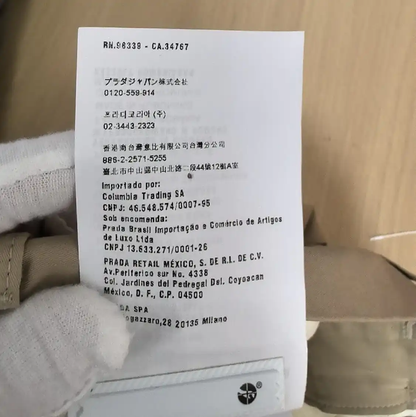 RN.96338 - CA.34767
プラダジャパン株式会社
0120-559-914
프라다코리아 (주)
02-3443-2323
香港商台灣意比有限公司台灣分公司
886-2-2571-5255
臺北市中山區中山北路二段44號12樓A室
Importado por:
Columbia Trading SA
CNPJ: 46.548.574/0007-95
Sob encomenda:
Prada Brasil Importação e Comércio de Artigos
de Luxo Ltda
CNPJ 13.633.271/0001-26
PRADA RETAIL MÉXICO, S. DE R.L. DE C.V.
Av.Periferico sur No. 4338
Col. Jardines del Pedregal Del. Coyoacan
México, D. F., C.P. 04500
SPA
28 20135 Milano